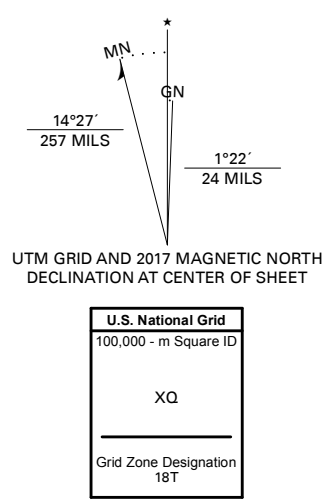 MN
GN
14°27´
257 MILS
1°22´
24 MILS
UTM GRID AND 2017 MAGNETIC NORTH
DECLINATION AT CENTER OF SHEET
U.S. National Grid
100,000 - m Square ID
XQ
Grid Zone Designation
18T